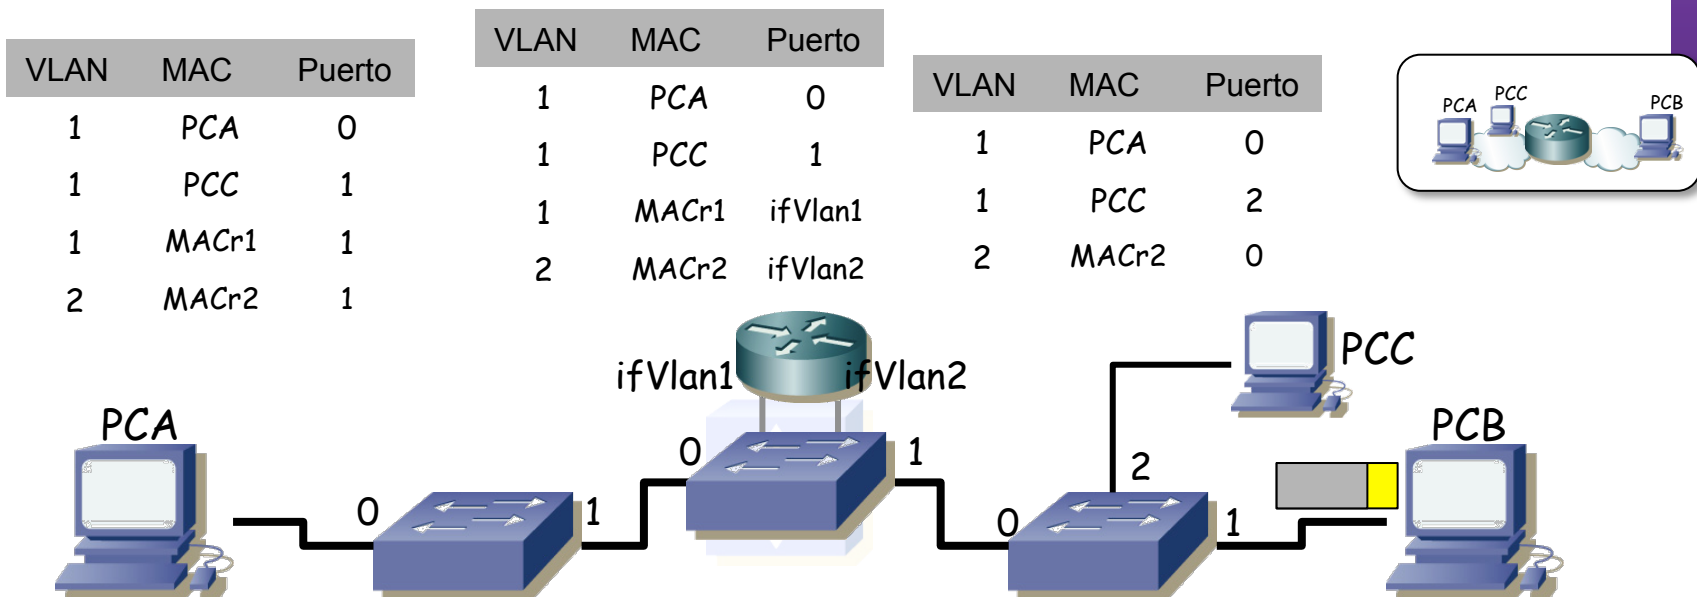 VLAN MAC Puerto
1 PCA 0
1 PCC 1
1 MACr1 1
2 MACr2 1
VLAN MAC Puerto
1 PCA 0
1 PCC 1
1 MACr1 ifVlan1
2 MACr2 ifVlan2
VLAN MAC Puerto
1 PCA 0
1 PCC 2
2 MACr2 0
PCA PCC PCB
ifVlan1 ifVlan2
PCC
PCA
PCB
0 1
2
0 1
0 1